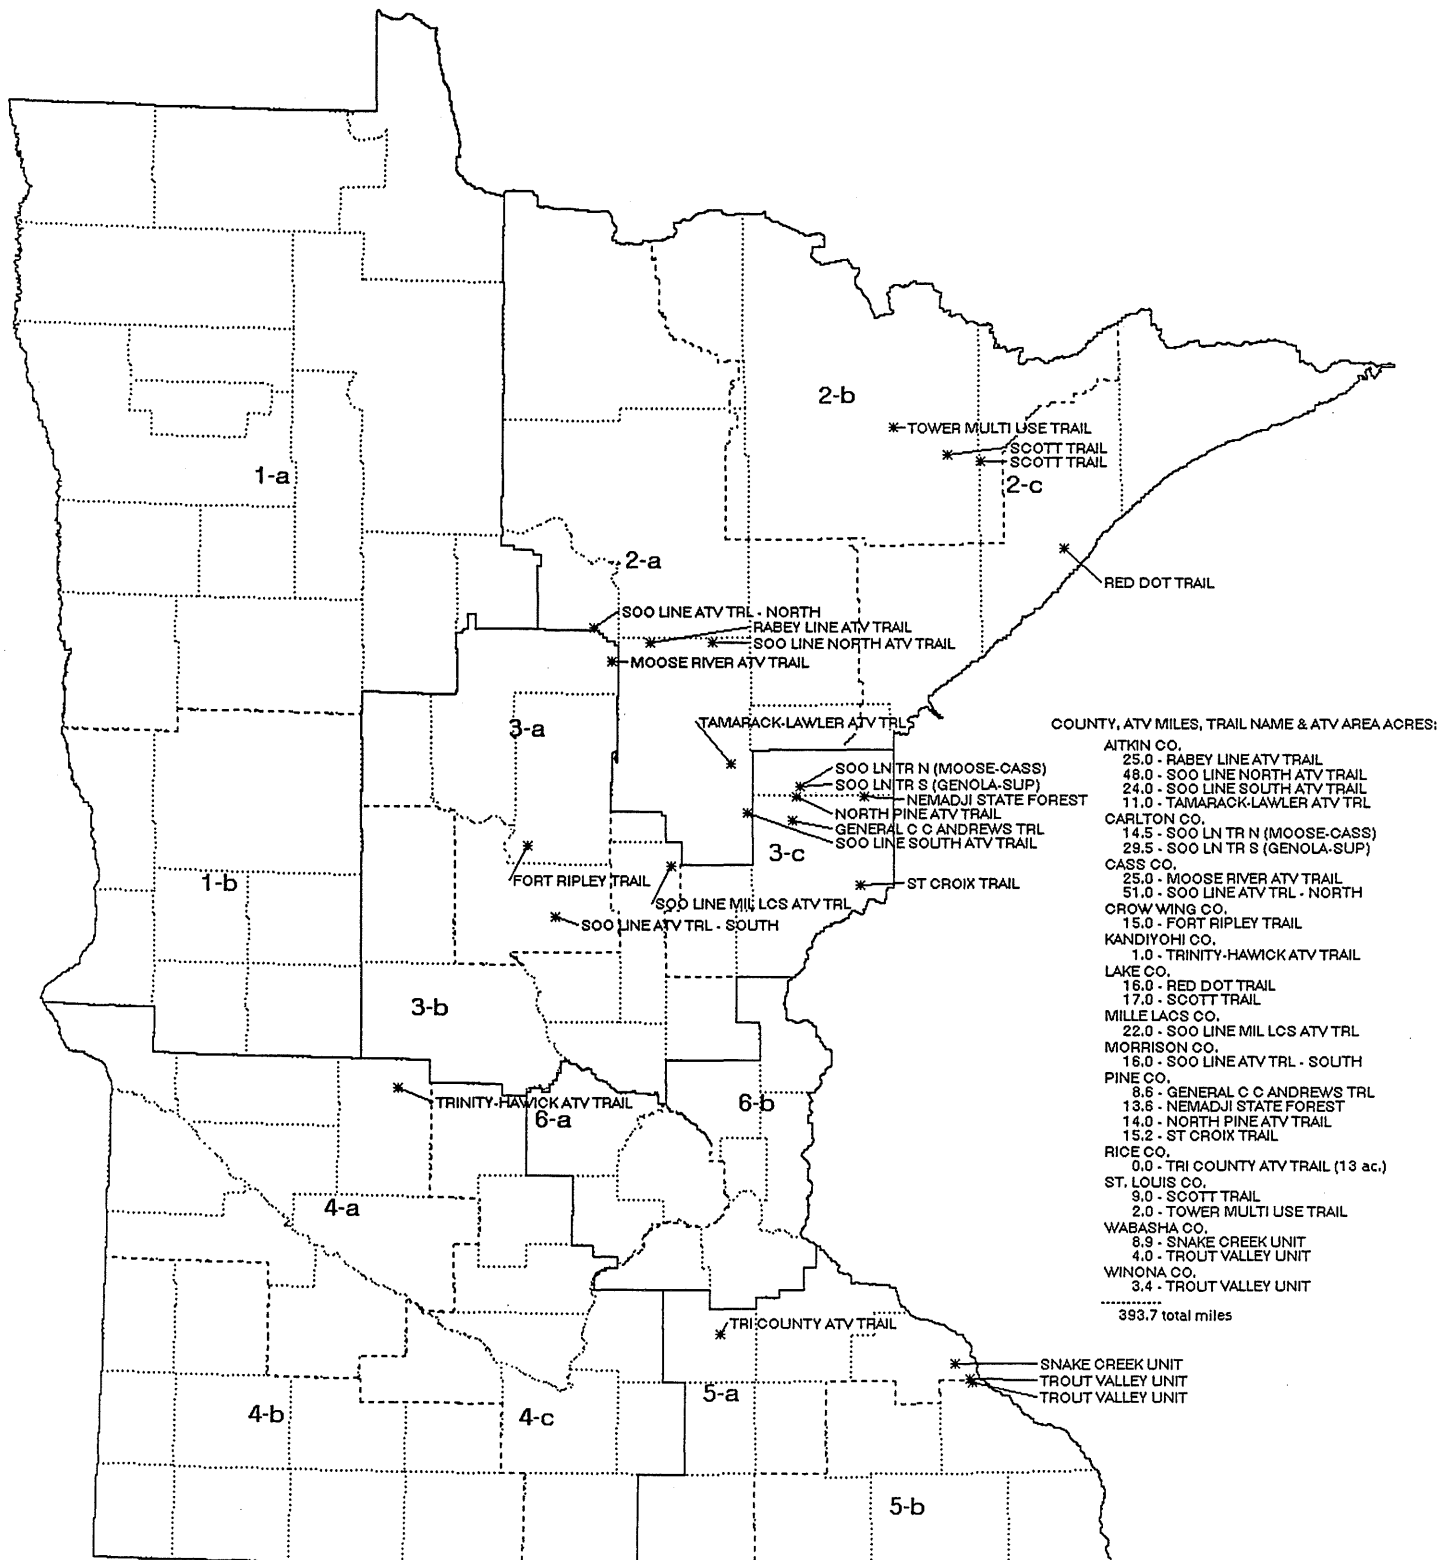 2-b
TOWER MULTI USE TRAIL
SCOTT TRAIL
SCOTT TRAIL
1-a
2-c
2-a
RED DOT TRAIL
SOO LINE ATV TRL - NORTH
RABEY LINE ATV TRAIL
SOO LINE NORTH ATV TRAIL
MOOSE RIVER ATV TRAIL
3-a
TAMARACK-LAWLER ATV TRLS
SOO LN TR N (MOOSE-CASS)
SOO LN TR S (GENOLA-SUP)
NEMADJI STATE FOREST
NORTH PINE ATV TRAIL
GENERAL C C ANDREWS TRL
SOO LINE SOUTH ATV TRAIL
3-c
1-b
FORT RIPLEY TRAIL
ST CROIX TRAIL
SOO LINE MIL LCS ATV TRL
SOO LINE ATV TRL - SOUTH
3-b
TRINITY-HAWICK ATV TRAIL
6-a
6-b
4-a
TRI COUNTY ATV TRAIL
SNAKE CREEK UNIT
TROUT VALLEY UNIT
TROUT VALLEY UNIT
5-a
4-b
4-c
5-b
COUNTY, ATV MILES, TRAIL NAME & ATV AREA ACRES:
AITKIN CO.
25.0 - RABEY LINE ATV TRAIL
48.0 - SOO LINE NORTH ATV TRAIL
24.0 - SOO LINE SOUTH ATV TRAIL
11.0 - TAMARACK-LAWLER ATV TRL
CARLTON CO.
14.5 - SOO LN TR N (MOOSE-CASS)
29.5 - SOO LN TR S (GENOLA-SUP)
CASS CO.
25.0 - MOOSE RIVER ATV TRAIL
51.0 - SOO LINE ATV TRL - NORTH
CROW WING CO.
15.0 - FORT RIPLEY TRAIL
KANDIYOHI CO.
1.0 - TRINITY-HAWICK ATV TRAIL
LAKE CO.
16.0 - RED DOT TRAIL
17.0 - SCOTT TRAIL
MILLE LACS CO.
22.0 - SOO LINE MIL LCS ATV TRL
MORRISON CO.
16.0 - SOO LINE ATV TRL - SOUTH
PINE CO.
8.6 - GENERAL C C ANDREWS TRL
13.6 - NEMADJI STATE FOREST
14.0 - NORTH PINE ATV TRAIL
15.2 - ST CROIX TRAIL
RICE CO.
0.0 - TRI COUNTY ATV TRAIL (13 ac.)
ST. LOUIS CO.
9.0 - SCOTT TRAIL
2.0 - TOWER MULTI USE TRAIL
WABASHA CO.
8.9 - SNAKE CREEK UNIT
4.0 - TROUT VALLEY UNIT
WINONA CO.
3.4 - TROUT VALLEY UNIT
393.7 total miles